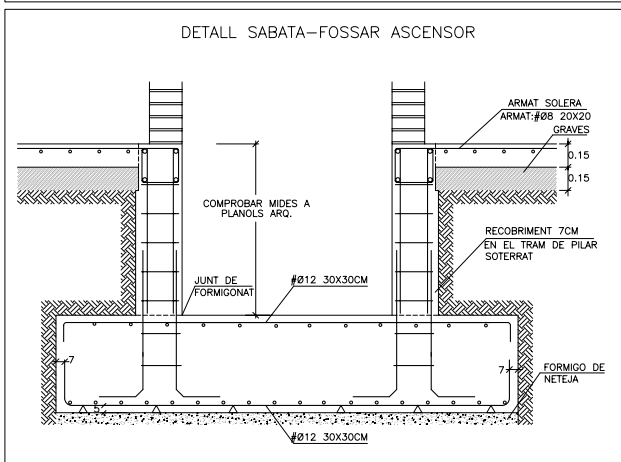 DETALL SABATA-FOSSAR ASCENSOR
ARMAT SOLERA
ARMAT:#Ø8 20X20
GRAVES
0.15
0.15
COMPROBAR MIDES A
PLANOLS ARQ.
RECOBRIMENT 7CM
EN EL TRAM DE PILAR
SOTERRAT
JUNT DE
FORMIGONAT
#Ø12 30X30CM
7
7
FORMIGO DE
NETEJA
5
#Ø12 30X30CM